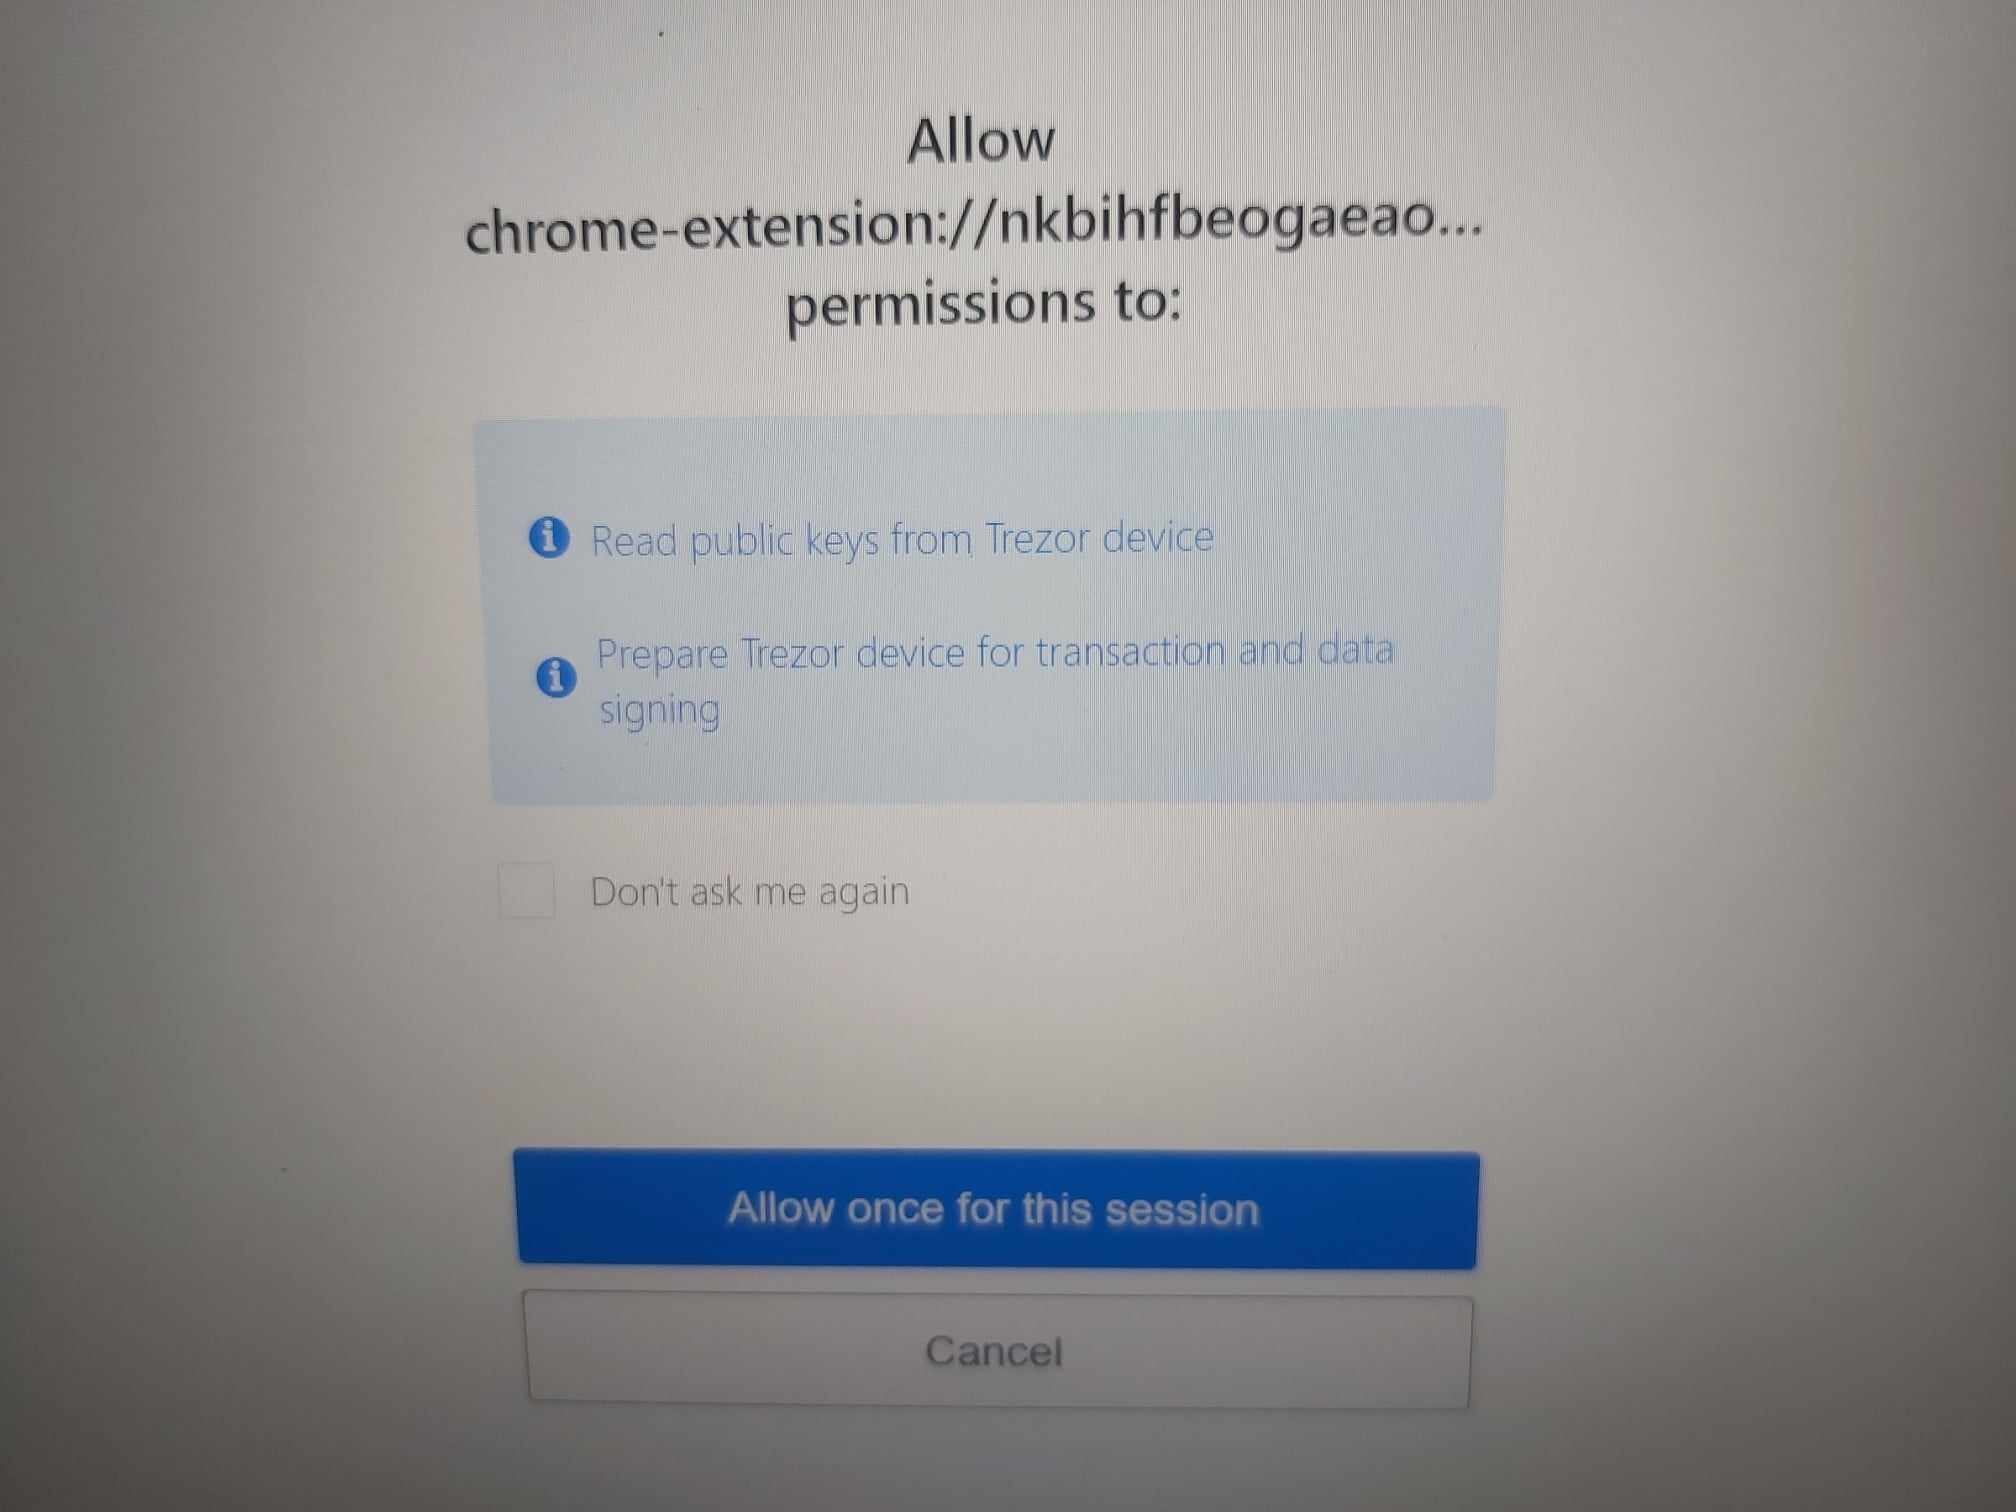 Allow
chrome-extension://nkbihfbeogaeao...
permissions to:
Read public keys from Trezor device
Prepare Trezor device for transaction and data
signing
Don't ask me again
Allow once for this session
Cancel